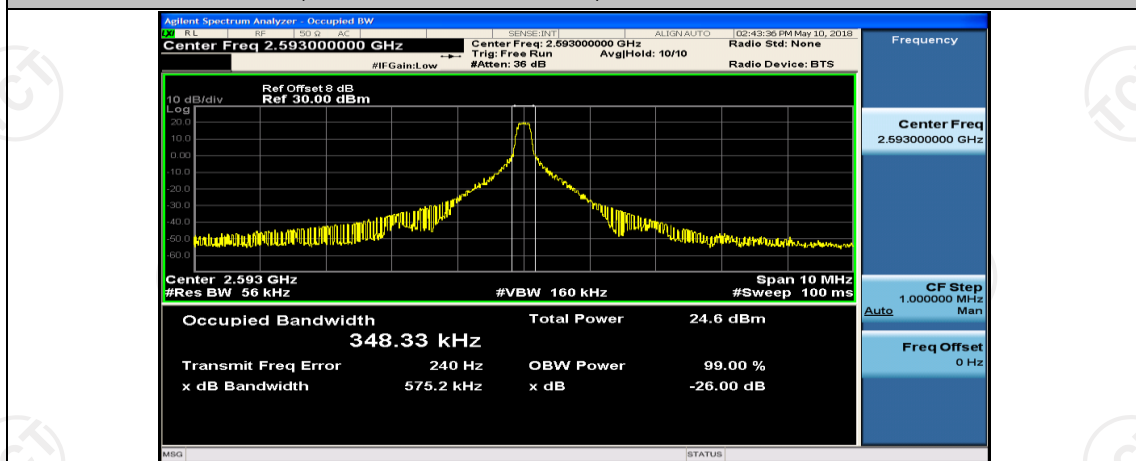 Agilent Spectrum Analyzer - Occupied BW
LXI RL RF 50 Ω AC SENSE:INT ALIGN AUTO 02:43:36 PM May 10, 2018
Center Freq 2.593000000 GHz
Center Freq: 2.593000000 GHz
Radio Std: None
Trig: Free Run Avg|Hold: 10/10
#IFGain:Low #Atten: 36 dB Radio Device: BTS
Ref Offset 8 dB
10 dB/div Ref 30.00 dBm
Log
20.0
10.0
0.00
-10.0
-20.0
-30.0
-40.0
-50.0
-60.0
Center 2.593 GHz Span 10 MHz
#Res BW 56 kHz #VBW 160 kHz #Sweep 100 ms
Occupied Bandwidth Total Power 24.6 dBm
348.33 kHz
Transmit Freq Error 240 Hz OBW Power 99.00 %
x dB Bandwidth 575.2 kHz x dB -26.00 dB
MSG STATUS
Frequency
Center Freq
2.593000000 GHz
CF Step
1.000000 MHz
Auto Man
Freq Offset
0 Hz
TCT
TCT